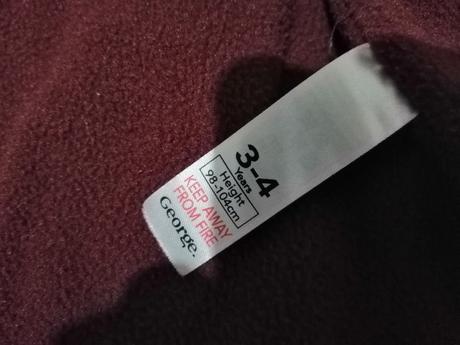 3-4
Years
Height
98-104cm
KEEP AWAY
FROM FIRE
George.